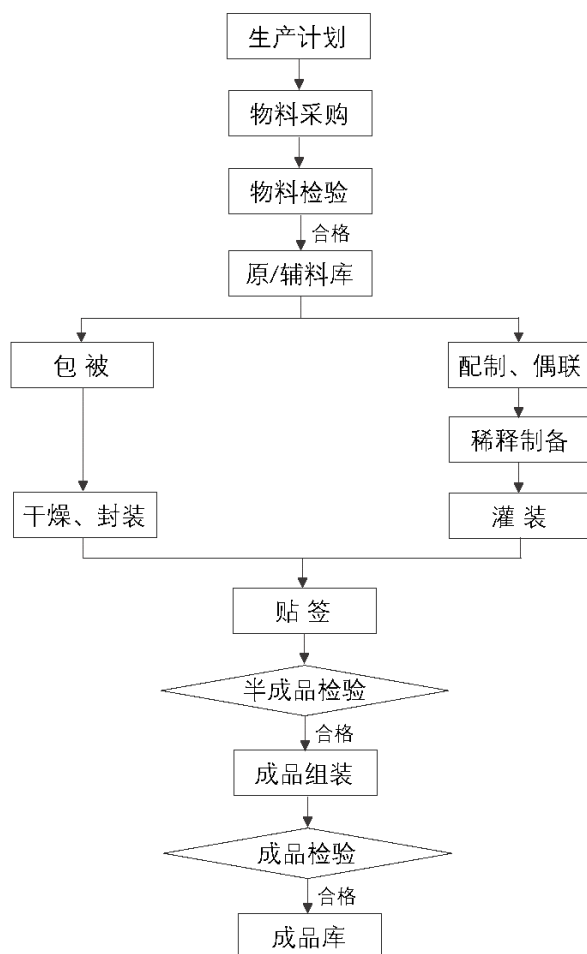 生产计划
物料采购
物料检验
合格
原/辅料库
包 被
配制、偶联
稀释制备
干燥、封装
灌 装
贴 签
半成品检验
合格
成品组装
成品检验
合格
成品库